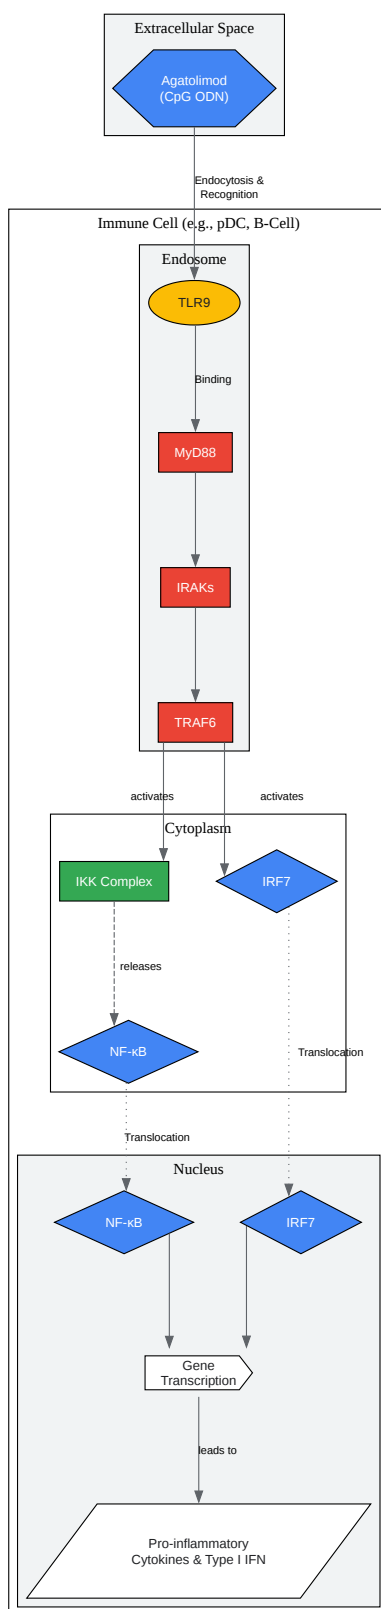 Extracellular Space
Agatolimod
(CpG ODN)
Endocytosis &
Recognition
Immune Cell (e.g., pDC, B-Cell)
Endosome
TLR9
Binding
MyD88
IRAKs
TRAF6
activates
activates
Cytoplasm
IKK Complex
IRF7
releases
NF-κB
Translocation
Translocation
Nucleus
NF-κB
IRF7
Gene
Transcription
leads to
Pro-inflammatory
Cytokines & Type I IFN